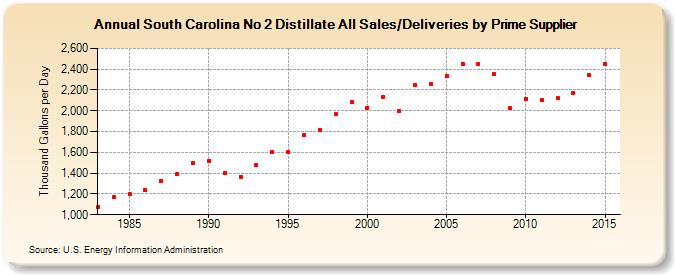 Annual South Carolina No 2 Distillate All Sales/Deliveries by Prime Supplier
Thousand Gallons per Day
2,600
2,400
2,200
2,000
1,800
1,600
1,400
1,200
1,000
1985 1990 1995 2000 2005 2010 2015
Source: U.S. Energy Information Administration